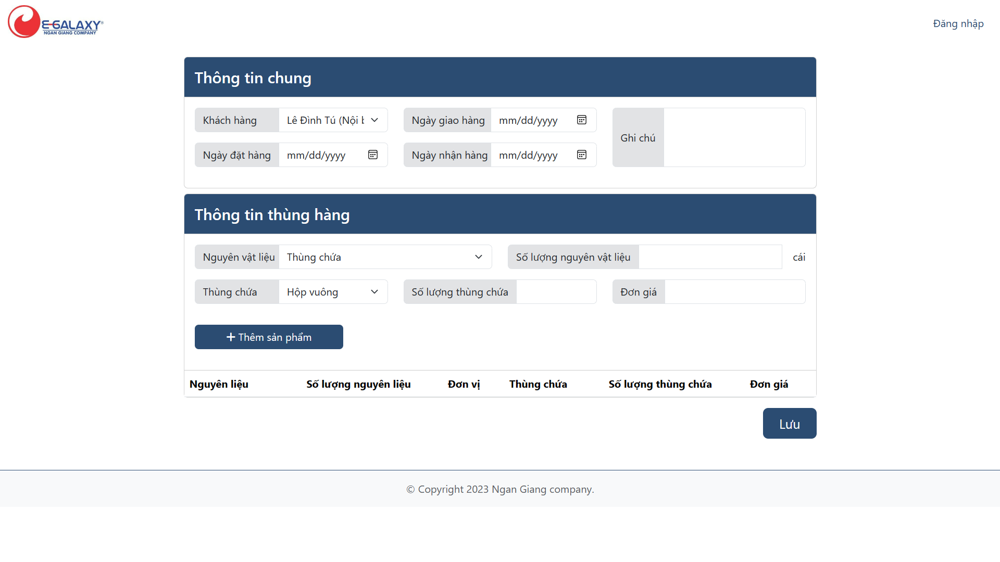 E-GALAXY®
NGAN GIANG COMPANY
Đăng nhập
Thông tin chung
Khách hàng
Lê Đình Tú (Nội b
Ngày giao hàng
mm/dd/yyyy
Ghi chú
Ngày đặt hàng
mm/dd/yyyy
Ngày nhận hàng
mm/dd/yyyy
Thông tin thùng hàng
Nguyên vật liệu
Thùng chứa
Số lượng nguyên vật liệu
cái
Thùng chứa
Hộp vuông
Số lượng thùng chứa
Đơn giá
+ Thêm sản phẩm
Nguyên liệu Số lượng nguyên liệu Đơn vị Thùng chứa Số lượng thùng chứa Đơn giá
Lưu
© Copyright 2023 Ngan Giang company.